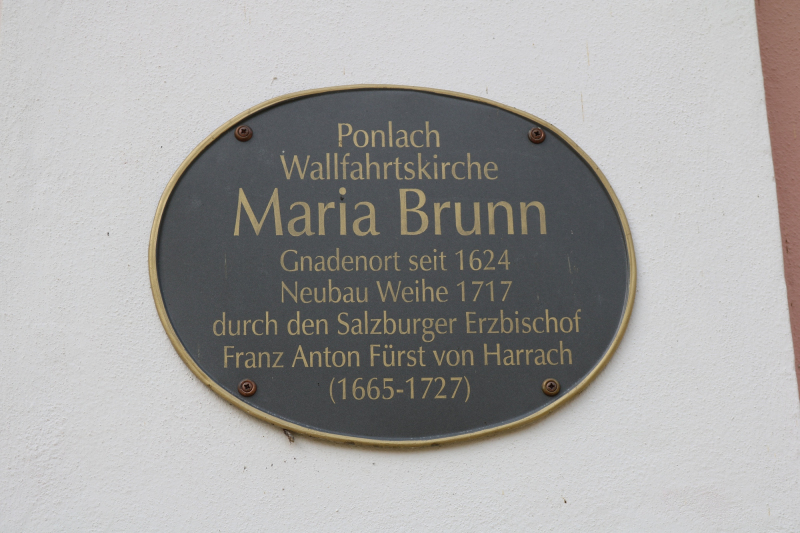 Ponlach
Wallfahrtskirche
Maria Brunn
Gnadenort seit 1624
Neubau Weihe 1717
durch den Salzburger Erzbischof
Franz Anton Fürst von Harrach
(1665-1727)